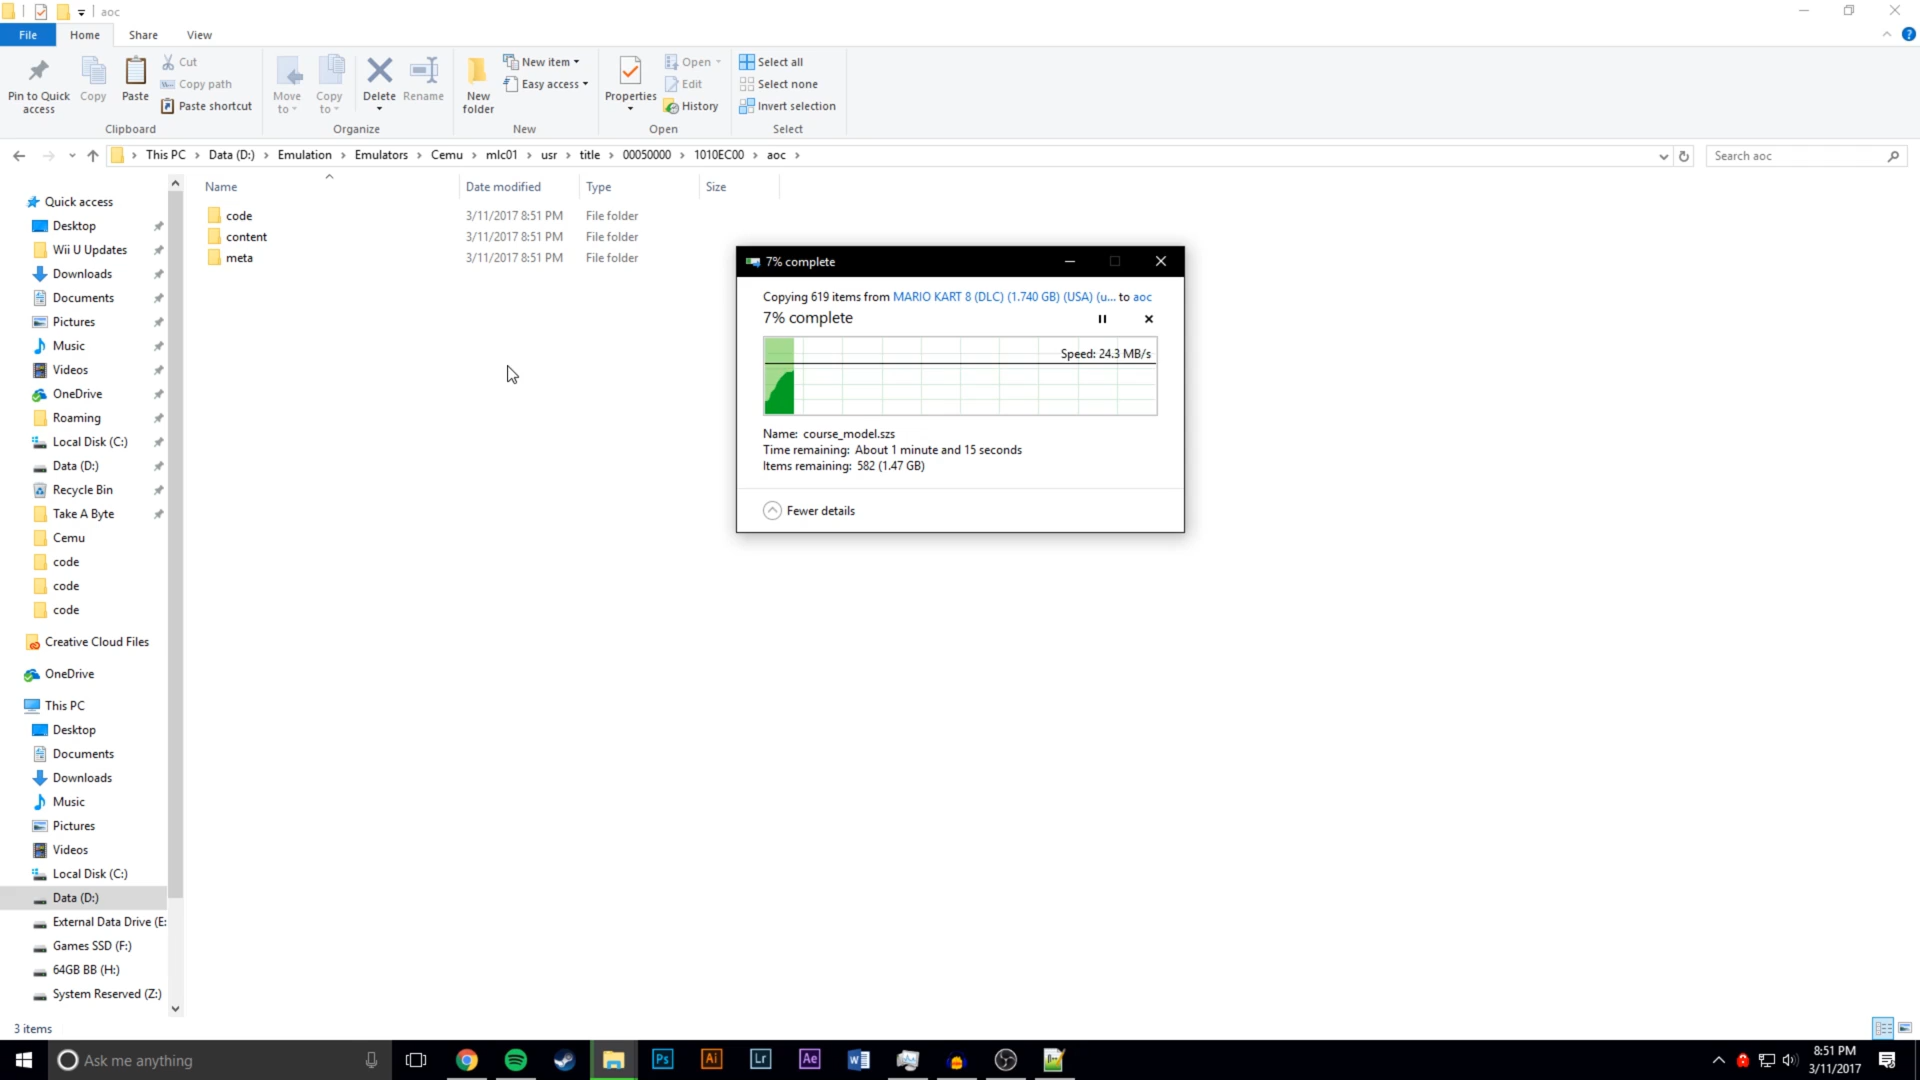 aoc
File Home Share View
Pin to Quick access
Copy
Paste
Cut
Copy path
Paste shortcut
Clipboard
Move to
Copy to
Delete
Rename
Organize
New folder
New item
Easy access
New
Properties
Open
Edit
History
Open
Select all
Select none
Invert selection
Select
This PC > Data (D:) > Emulation > Emulators > Cemu > mlc01 > usr > title > 00050000 > 1010EC00 > aoc >
Search aoc
Name Date modified Type Size
code 3/11/2017 8:51 PM File folder
content 3/11/2017 8:51 PM File folder
meta 3/11/2017 8:51 PM File folder
Quick access
Desktop
Wii U Updates
Downloads
Documents
Pictures
Music
Videos
OneDrive
Roaming
Local Disk (C:)
Data (D:)
Recycle Bin
Take A Byte
Cemu
code
code
code
Creative Cloud Files
OneDrive
This PC
Desktop
Documents
Downloads
Music
Pictures
Videos
Local Disk (C:)
Data (D:)
External Data Drive (E:
Games SSD (F:)
64GB BB (H:)
System Reserved (Z:)
3 items
7% complete
Copying 619 items from MARIO KART 8 (DLC) (1.740 GB) (USA) (u... to aoc
7% complete
Speed: 24.3 MB/s
Name: course_model.szs
Time remaining: About 1 minute and 15 seconds
Items remaining: 582 (1.47 GB)
Fewer details
Ask me anything
Ps
Ai
Lr
Ae
8:51 PM
3/11/2017